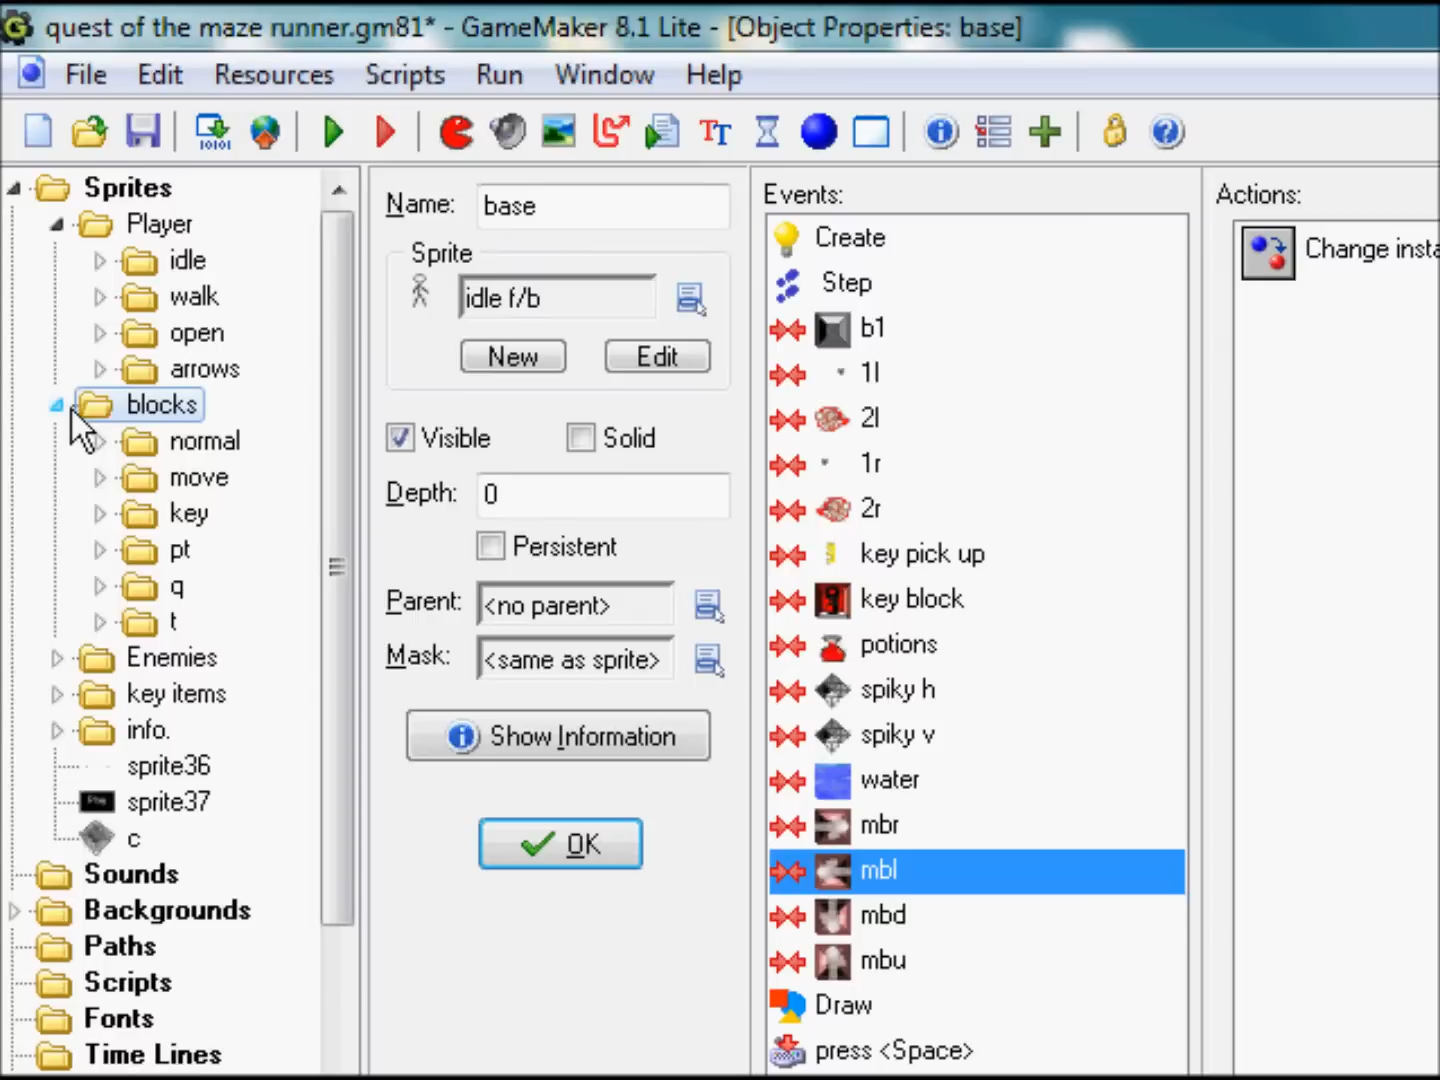 quest of the maze runner.gm81* - GameMaker 8.1 Lite - [Object Properties: base]
File Edit Resources Scripts Run Window Help
Sprites
Player
idle
walk
open
arrows
blocks
normal
move
key
pt
q
t
Enemies
key items
info.
sprite36
sprite37
c
Sounds
Backgrounds
Paths
Scripts
Fonts
Time Lines
Name: base
Sprite
idle f/b
New Edit
Visible Solid
Depth: 0
Persistent
Parent: <no parent>
Mask: <same as sprite>
Show Information
OK
Events:
Create
Step
b1
1l
2l
1r
2r
key pick up
key block
potions
spiky h
spiky v
water
mbr
mbl
mbd
mbu
Draw
press <Space>
Actions:
Change insta